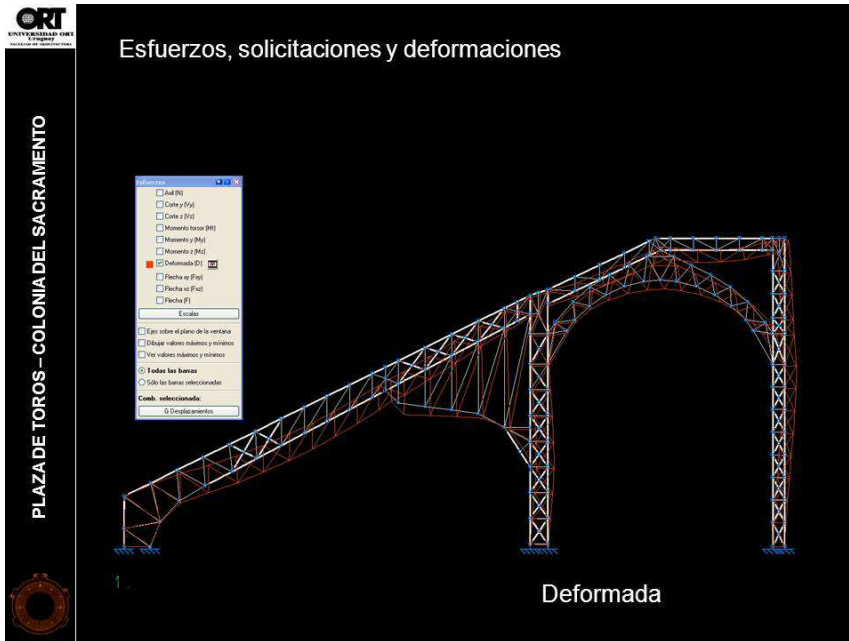 ORT
UNIVERSIDAD ORT
Uruguay
FACULTAD DE ARQUITECTURA
Esfuerzos, solicitaciones y deformaciones
PLAZA DE TOROS – COLONIA DEL SACRAMENTO
Esfuerzos
Axil (N)
Corte y (Vy)
Corte z (Vz)
Momento torsor (Mt)
Momento y (My)
Momento z (Mz)
Deformada (D)
Flecha xy (Fxy)
Flecha xz (Fxz)
Flecha (F)
Escalas
Ejes sobre el plano de la ventana
Dibujar valores máximos y mínimos
Ver valores máximos y mínimos
Todas las barras
Sólo las barras seleccionadas
Comb. seleccionada:
G Desplazamientos
Deformada